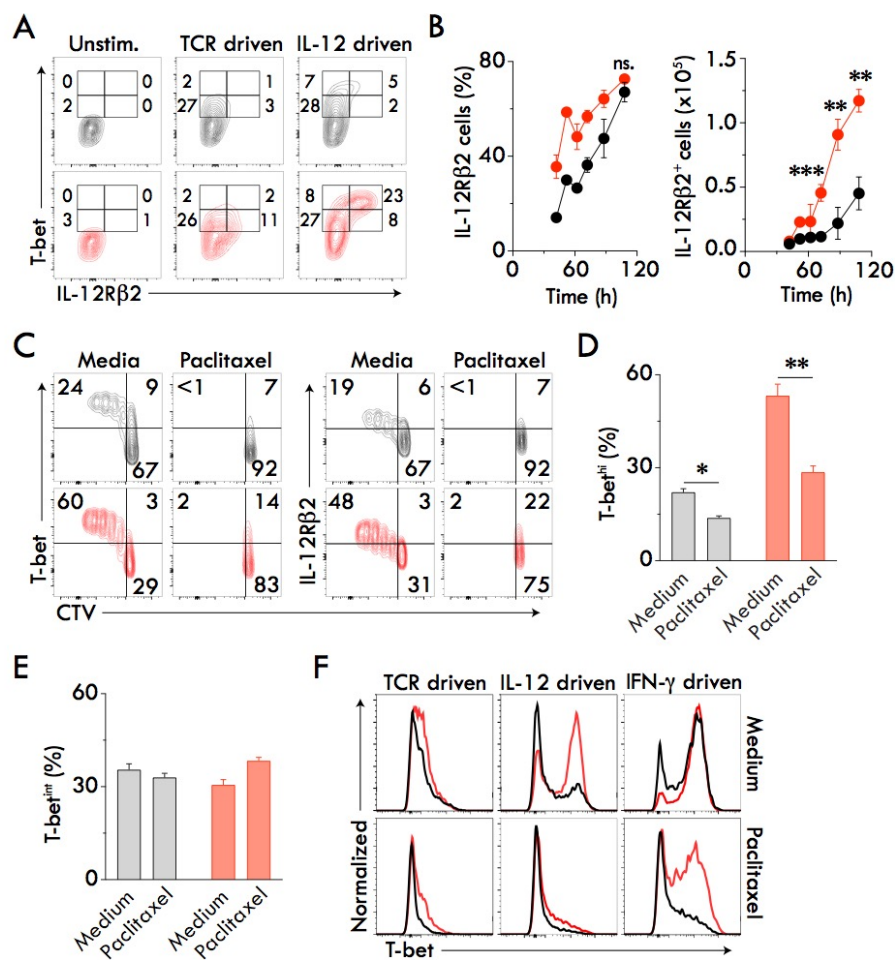 A
Unstim. TCR driven IL-12 driven
0 0 2 1 7 5
2 0 27 3 28 2
0 0 2 2 8 23
3 1 26 11 27 8
T-bet
IL-12Rβ2
B
IL-12Rβ2 cells (%)
80
40
0
0 60 120
Time (h)
ns.
IL-12Rβ2⁺ cells (x10⁵)
1.5
1.0
0.5
0.0
0 60 120
Time (h)
***
**
**
C
Media Paclitaxel Media Paclitaxel
24 9 <1 7 19 6 <1 7
67 92 67 92
60 3 2 14 48 3 2 22
29 83 31 75
T-bet
T-bet
IL-12Rβ2
IL-12Rβ2
CTV
D
T-betʰⁱ (%)
60
30
0
*
**
Medium
Paclitaxel
Medium
Paclitaxel
E
T-betⁱⁿᵗ (%)
60
30
0
Medium
Paclitaxel
Medium
Paclitaxel
F
TCR driven IL-12 driven IFN-γ driven
Medium
Paclitaxel
Normalized
T-bet